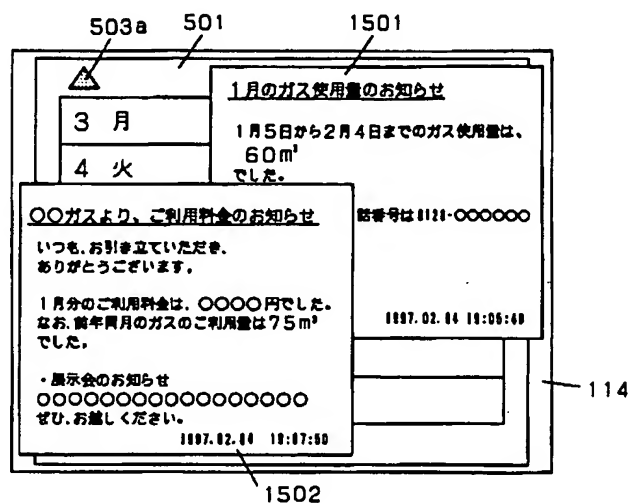 503a
501
1501
1月のガス使用量のお知らせ
3 月
1月5日から2月4日までのガス使用量は、
60m³
でした。
4 火
〇〇ガスより、ご利用料金のお知らせ
話番号は0120-〇〇〇〇〇〇
いつも、お引き立ていただき、
ありがとうございます。
1月分のご利用料金は、〇〇〇〇円でした。
なお、前年同月のガスのご利用量は75m³
でした。
1997.02.04 19:05:40
・展示会のお知らせ
〇〇〇〇〇〇〇〇〇〇〇〇〇〇〇〇〇
ぜひ、お越しください。
1997.02.04 19:07:50
114
1502